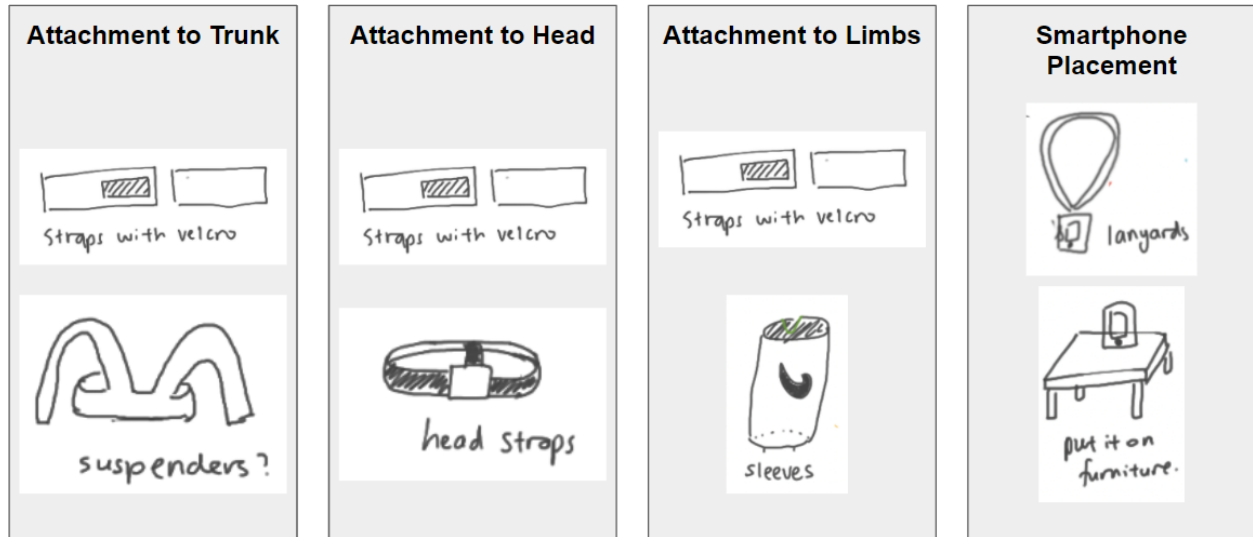 Attachment to Trunk
Straps with velcro
suspenders?
Attachment to Head
Straps with velcro
head straps
Attachment to Limbs
Straps with velcro
sleeves
Smartphone
Placement
lanyards
put it on
furniture.